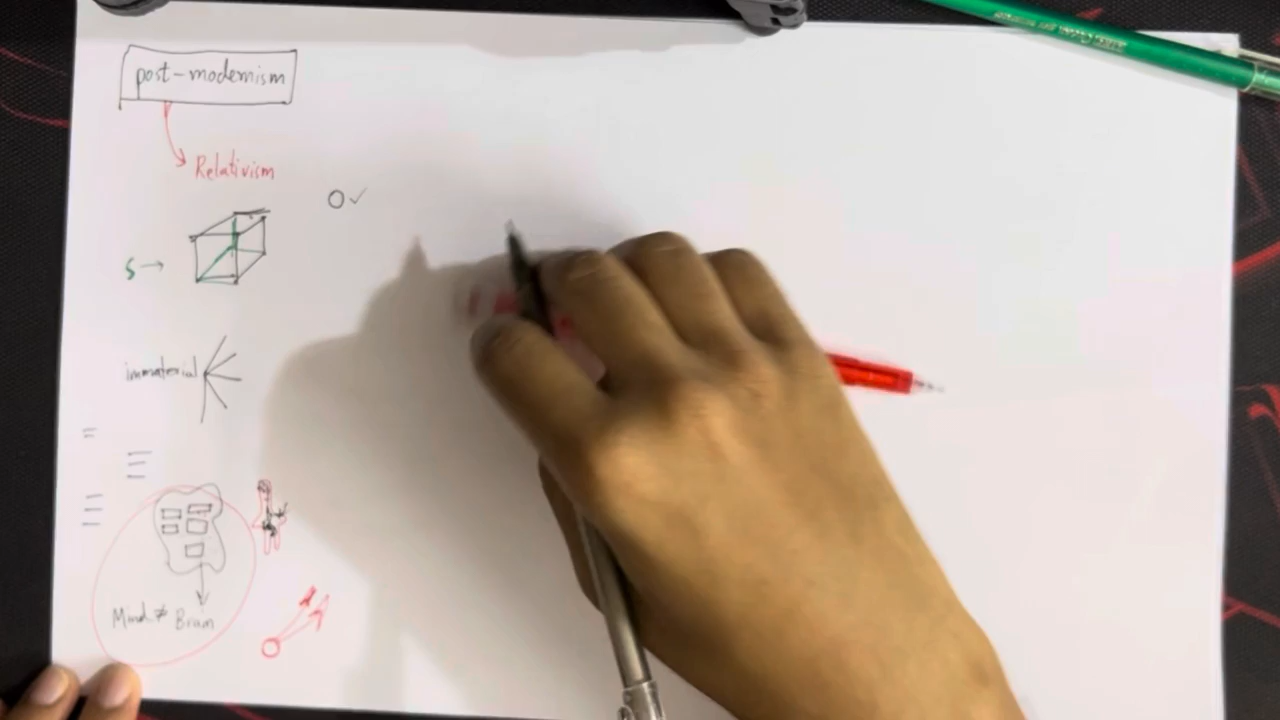 post-modernism
Relativism
S →
immaterial
Mind ≠ Brain